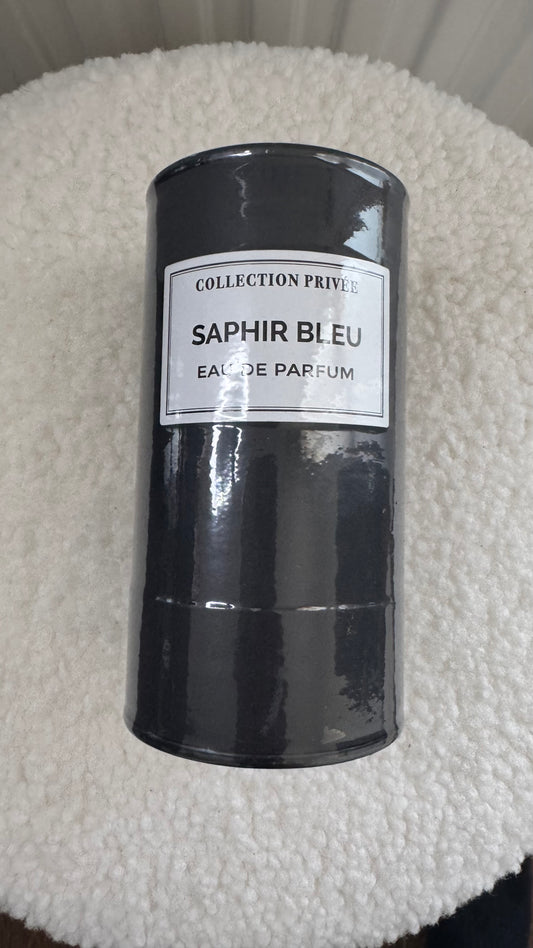 COLLECTION PRIVÉE
SAPHIR BLEU
EAU DE PARFUM